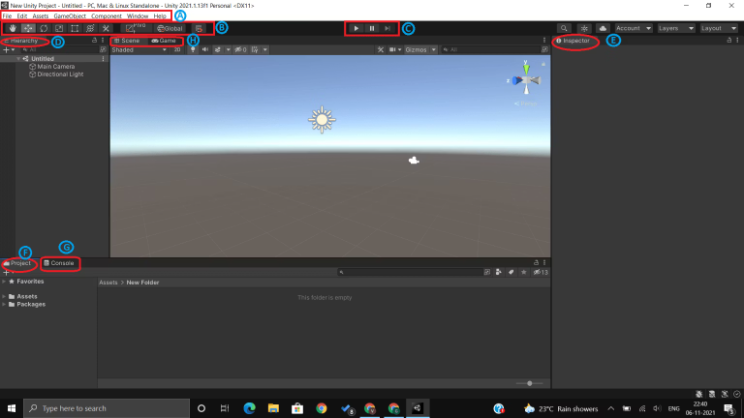 New Unity Project - Untitled - PC, Mac & Linux Standalone - Unity 2021.1.13f1 Personal <DX11>
File Edit Assets GameObject Component Window Help A
Global B C Account Layers Layout
Hierarchy D Scene Game H Inspector E
All Shaded 2D Gizmos All
Untitled
Main Camera
Directional Light
y
x
F G
Project Console
Favorites Assets > New Folder
This folder is empty
Assets
Packages
Type here to search
23°C Rain showers ENG 22:40
06-11-2021